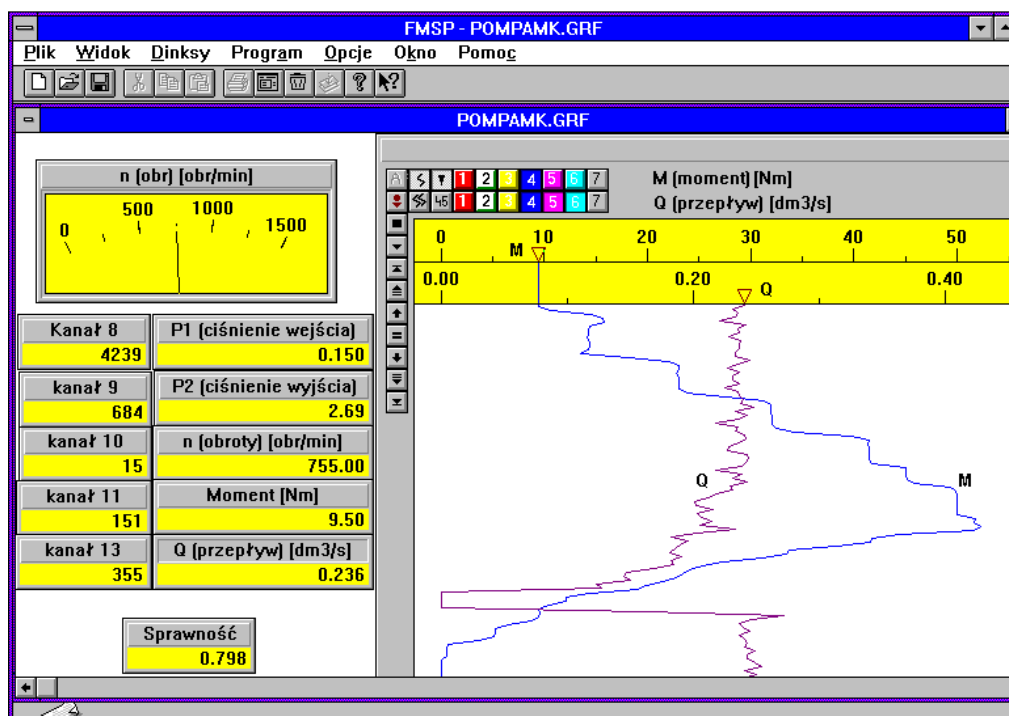 FMSP - POMPAMK.GRF
Plik Widok Dinksy Program Opcje Okno Pomoc
POMPAMK.GRF
n (obr) [obr/min]
0 500 1000 1500
A 1 2 3 4 5 6 7
45 1 2 3 4 5 6 7
M (moment) [Nm]
Q (przepływ) [dm3/s]
0 10 20 30 40 50
M
0.00 0.20 0.40
Q
Kanał 8
4239
P1 (ciśnienie wejścia)
0.150
kanał 9
684
P2 (ciśnienie wyjścia)
2.69
kanał 10
15
n (obroty) [obr/min]
755.00
kanał 11
151
Moment [Nm]
9.50
kanał 13
355
Q (przepływ) [dm3/s]
0.236
Q
M
Sprawność
0.798